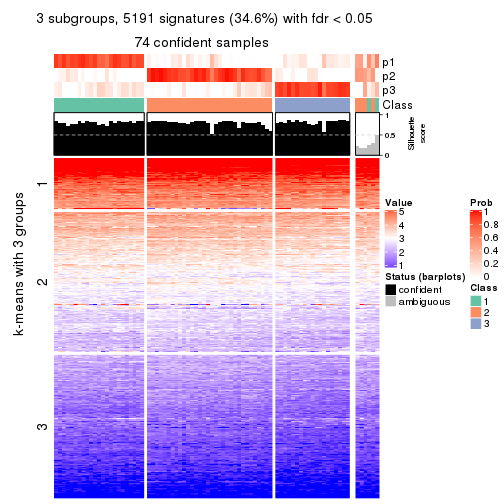 3 subgroups, 5191 signatures (34.6%) with fdr < 0.05
74 confident samples
p1
p2
p3
Class
1
0.5
0
Silhouette
score
k-means with 3 groups
1
2
3
Value
5
4
3
2
1
Status (barplots)
confident
ambiguous
Prob
1
0.8
0.6
0.4
0.2
0
Class
1
2
3